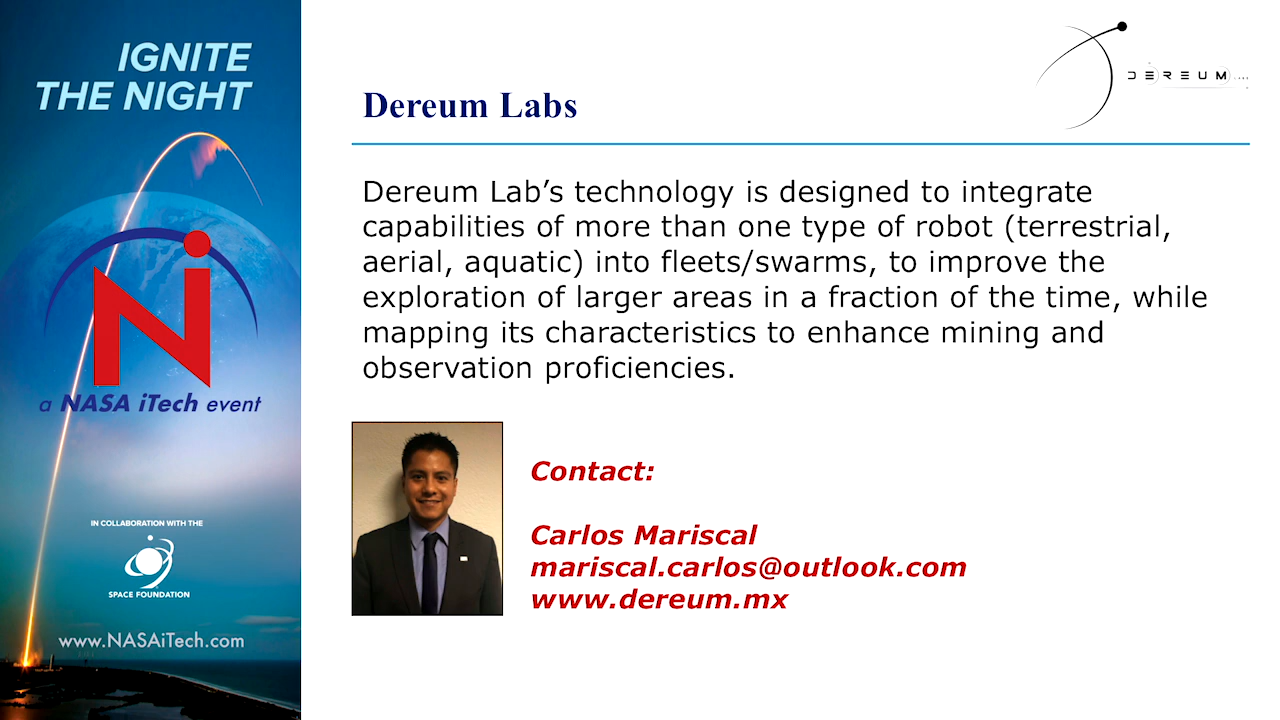 IGNITE
THE NIGHT
a NASA iTech event
IN COLLABORATION WITH THE
SPACE FOUNDATION
www.NASAiTech.com
DEREUM
Dereum Labs
Dereum Lab’s technology is designed to integrate
capabilities of more than one type of robot (terrestrial,
aerial, aquatic) into fleets/swarms, to improve the
exploration of larger areas in a fraction of the time, while
mapping its characteristics to enhance mining and
observation proficiencies.
Contact:
Carlos Mariscal
mariscal.carlos@outlook.com
www.dereum.mx